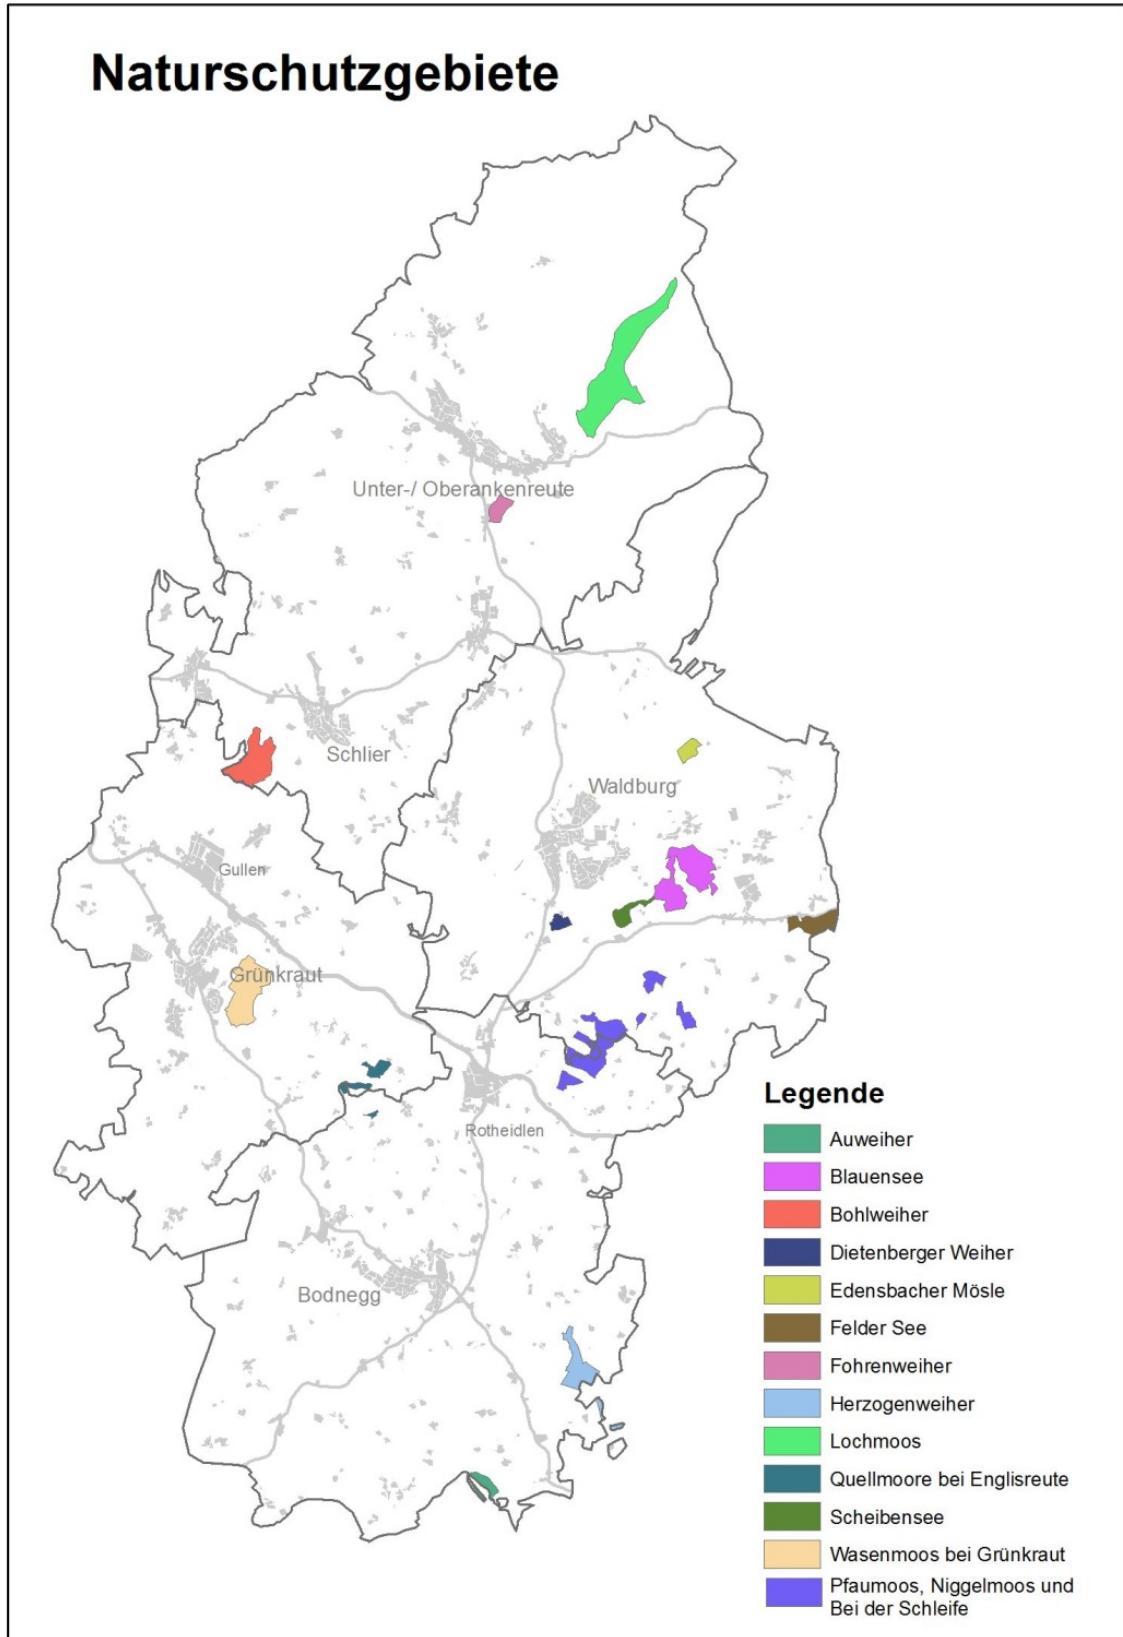 Naturschutzgebiete
Unter-/ Oberankenreute
Schlier
Waldburg
Gullen
Grünkraut
Rotheidlen
Bodnegg
Legende
Auweiher
Blauensee
Bohlweiher
Dietenberger Weiher
Edensbacher Mösle
Felder See
Fohrenweiher
Herzogenweiher
Lochmoos
Quellmoore bei Englisreute
Scheibensee
Wasenmoos bei Grünkraut
Pfaumoos, Niggelmoos und
Bei der Schleife